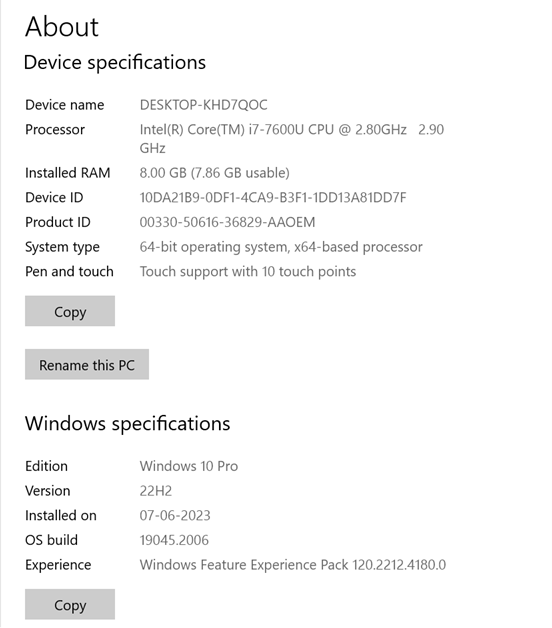 About
Device specifications
Device name DESKTOP-KHD7QOC
Processor Intel(R) Core(TM) i7-7600U CPU @ 2.80GHz 2.90
GHz
Installed RAM 8.00 GB (7.86 GB usable)
Device ID 10DA21B9-0DF1-4CA9-B3F1-1DD13A81DD7F
Product ID 00330-50616-36829-AAOEM
System type 64-bit operating system, x64-based processor
Pen and touch Touch support with 10 touch points
Copy
Rename this PC
Windows specifications
Edition Windows 10 Pro
Version 22H2
Installed on 07-06-2023
OS build 19045.2006
Experience Windows Feature Experience Pack 120.2212.4180.0
Copy